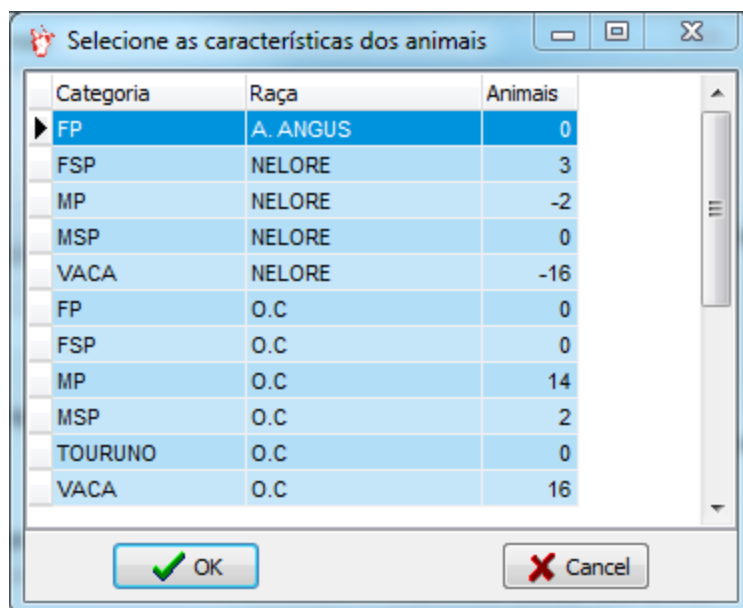 Selecione as características dos animais
Categoria Raça Animais
FP A. ANGUS 0
FSP NELORE 3
MP NELORE -2
MSP NELORE 0
VACA NELORE -16
FP O.C 0
FSP O.C 0
MP O.C 14
MSP O.C 2
TOURUNO O.C 0
VACA O.C 16
OK Cancel